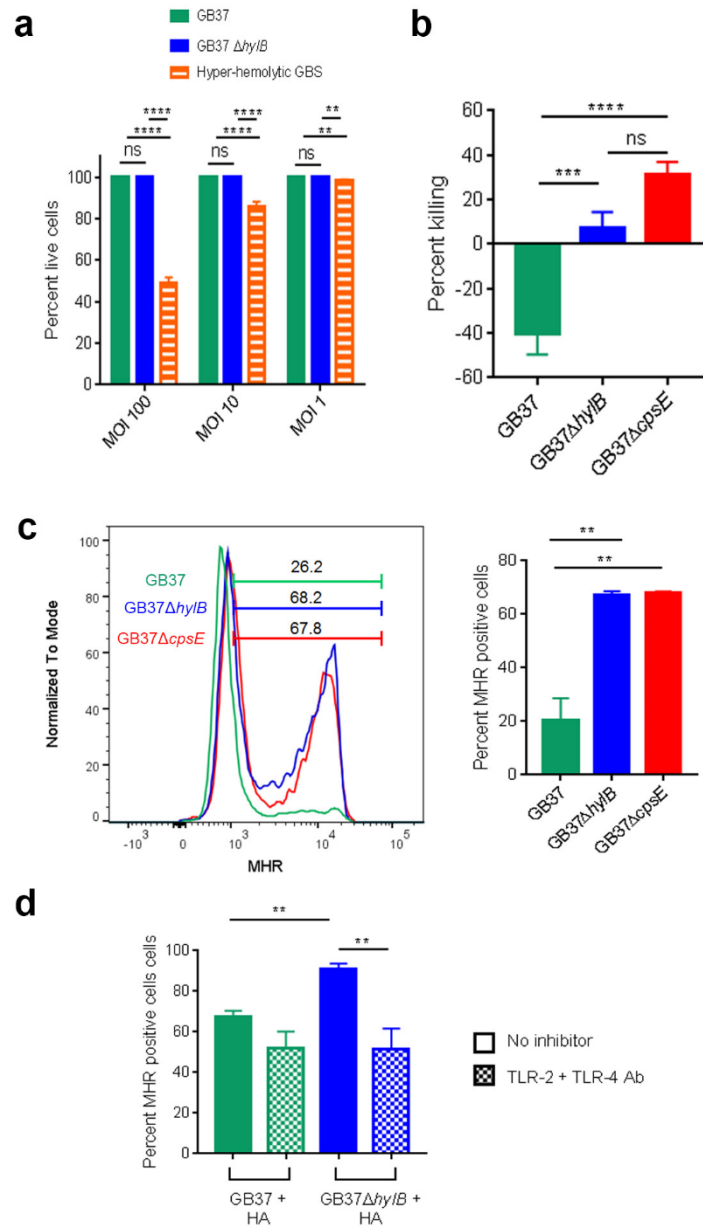 a
GB37
GB37 ΔhylB
Hyper-hemolytic GBS
**** **** **
**** **** **
ns ns ns
Percent live cells
100
80
60
40
20
0
MOI 100 MOI 10 MOI 1
b
****
ns
***
Percent killing
60
40
20
0
-20
-40
-60
GB37 GB37ΔhylB GB37ΔcpsE
c
GB37 26.2
GB37ΔhylB 68.2
GB37ΔcpsE 67.8
Normalized To Mode
100
80
60
40
20
0
-10³ 0 10³ 10⁴ 10⁵
MHR
**
**
Percent MHR positive cells
80
60
40
20
0
GB37 GB37ΔhylB GB37ΔcpsE
d
**
**
Percent MHR positive cells cells
100
80
60
40
20
0
GB37 + HA
GB37ΔhylB + HA
No inhibitor
TLR-2 + TLR-4 Ab